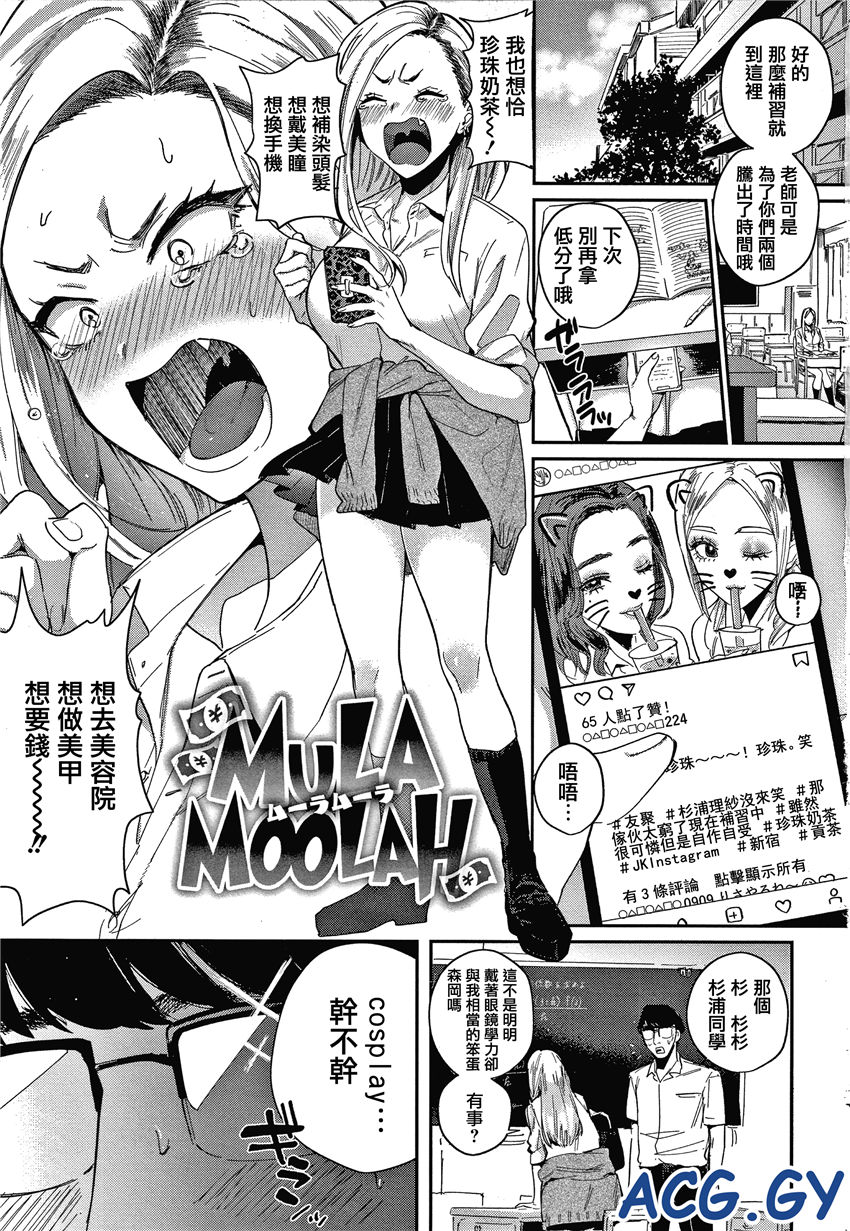 好的
那麼補習就
到這裡
老師可是
為了你們兩個
騰出了時間哦
下次
別再拿
低分了哦
ガララアッ
唔…
65 人點了贊!
○△□○△□○△□224
珍珠～～～! 珍珠。笑
#友聚 #杉浦理紗沒來笑 #那
傢伙太窮了現在補習中 #雖然
很可憐但是自作自受 #珍珠奶茶
#JKInstagram #新宿 #貢茶
有3條評論 點擊顯示所有
唔唔…
我也想恰
珍珠奶茶～!
想補染頭髮
想戴美瞳
想換手機
想去美容院
想做美甲
想要錢～～～!!
MULA
ムーラムーラ
MOOLAH
那個
杉 杉杉
杉浦同學
這不是明明
戴著眼鏡學力卻
與我相當的笨蛋
森岡嗎
有事?
cosplay…
幹不幹
ACG.GY